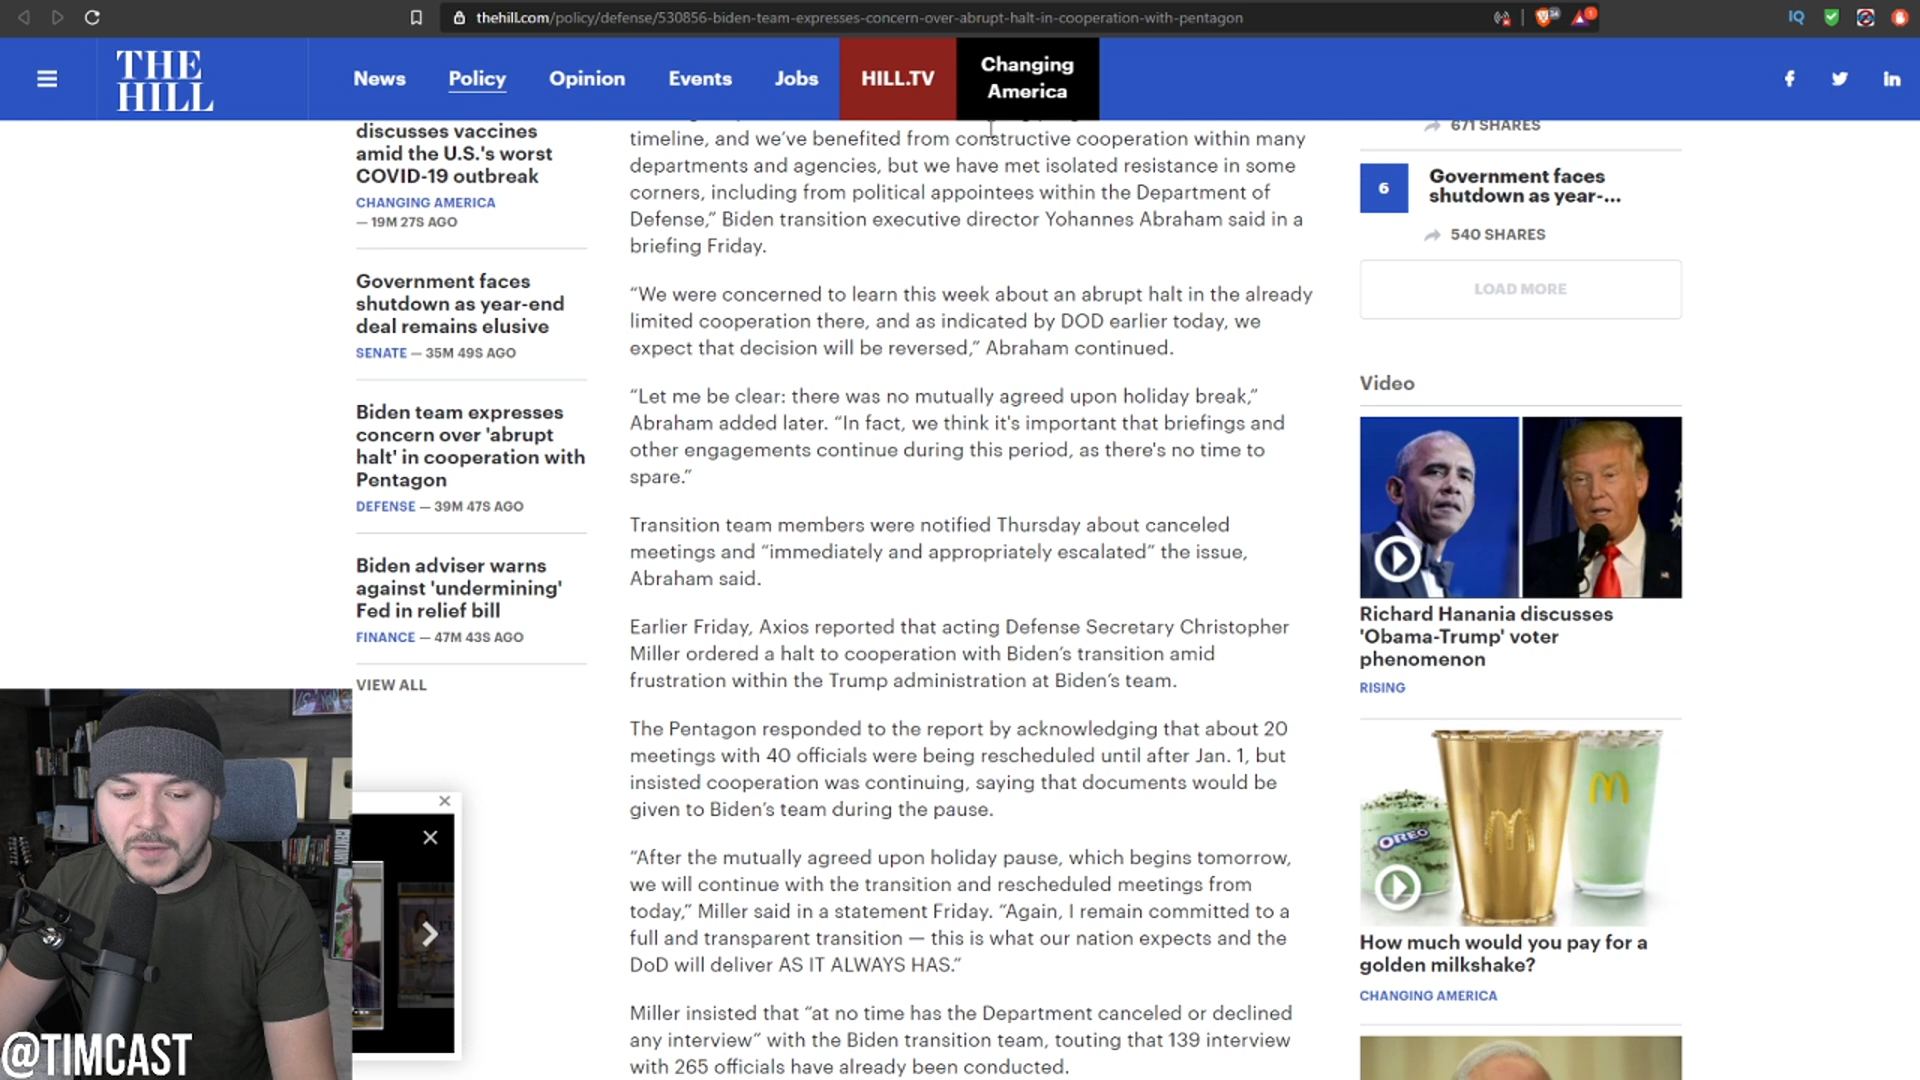 thehill.com/policy/defense/530856-biden-team-expresses-concern-over-abrupt-halt-in-cooperation-with-pentagon
IQ
THE
HILL
News
Policy
Opinion
Events
Jobs
HILL.TV
Changing
America
discusses vaccines
amid the U.S.'s worst
COVID-19 outbreak
CHANGING AMERICA
— 19M 27S AGO
Government faces
shutdown as year-end
deal remains elusive
SENATE — 35M 49S AGO
Biden team expresses
concern over 'abrupt
halt' in cooperation with
Pentagon
DEFENSE — 39M 47S AGO
Biden adviser warns
against 'undermining'
Fed in relief bill
FINANCE — 47M 43S AGO
VIEW ALL
timeline, and we’ve benefited from constructive cooperation within many
departments and agencies, but we have met isolated resistance in some
corners, including from political appointees within the Department of
Defense,” Biden transition executive director Yohannes Abraham said in a
briefing Friday.
“We were concerned to learn this week about an abrupt halt in the already
limited cooperation there, and as indicated by DOD earlier today, we
expect that decision will be reversed,” Abraham continued.
“Let me be clear: there was no mutually agreed upon holiday break,”
Abraham added later. “In fact, we think it's important that briefings and
other engagements continue during this period, as there's no time to
spare.”
Transition team members were notified Thursday about canceled
meetings and “immediately and appropriately escalated” the issue,
Abraham said.
Earlier Friday, Axios reported that acting Defense Secretary Christopher
Miller ordered a halt to cooperation with Biden’s transition amid
frustration within the Trump administration at Biden’s team.
The Pentagon responded to the report by acknowledging that about 20
meetings with 40 officials were being rescheduled until after Jan. 1, but
insisted cooperation was continuing, saying that documents would be
given to Biden’s team during the pause.
“After the mutually agreed upon holiday pause, which begins tomorrow,
we will continue with the transition and rescheduled meetings from
today,” Miller said in a statement Friday. “Again, I remain committed to a
full and transparent transition — this is what our nation expects and the
DoD will deliver AS IT ALWAYS HAS.”
Miller insisted that “at no time has the Department canceled or declined
any interview” with the Biden transition team, touting that 139 interview
with 265 officials have already been conducted.
671 SHARES
6
Government faces
shutdown as year-...
540 SHARES
LOAD MORE
Video
Richard Hanania discusses
'Obama-Trump' voter
phenomenon
RISING
OREO
How much would you pay for a
golden milkshake?
CHANGING AMERICA
@TIMCAST